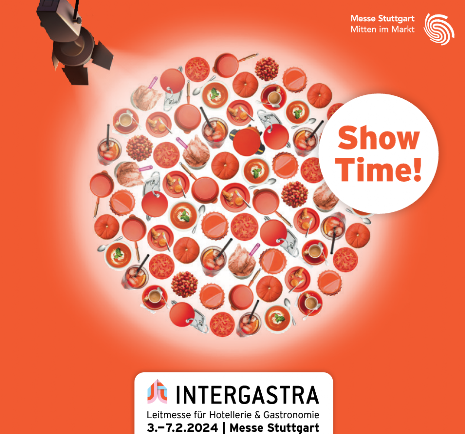 Messe Stuttgart
Mitten im Markt
Show
Time!
INTERGASTRA
Leitmesse für Hotellerie & Gastronomie
3.–7.2.2024 | Messe Stuttgart